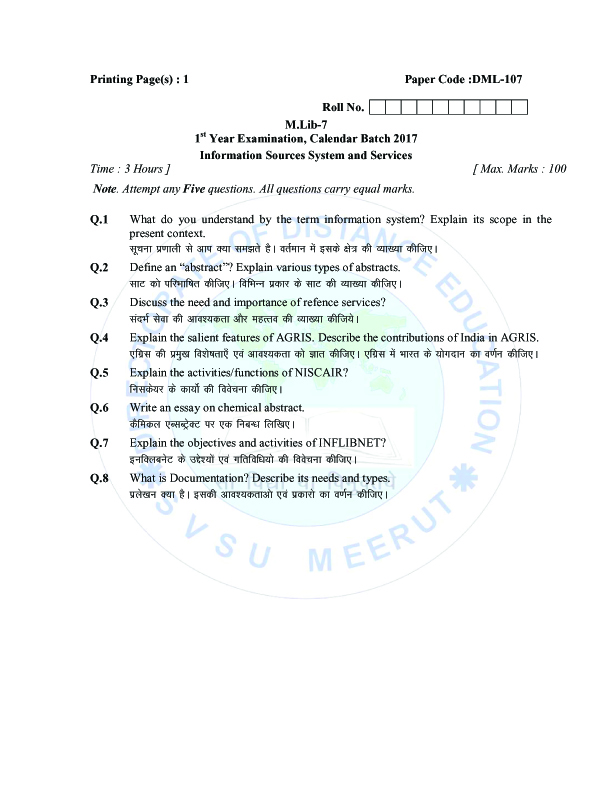 Printing Page(s) : 1 Paper Code :DML-107
Roll No.
M.Lib-7
1st Year Examination, Calendar Batch 2017
Information Sources System and Services
Time : 3 Hours ] [ Max. Marks : 100
Note. Attempt any Five questions. All questions carry equal marks.
Q.1 What do you understand by the term information system? Explain its scope in the
present context.
सूचना प्रणाली से आप क्या समझते है। वर्तमान में इसके क्षेत्र की व्याख्या कीजिए।
Q.2 Define an “abstract”? Explain various types of abstracts.
साट को परिभाषित कीजिए। विभिन्न प्रकार के साट की व्याख्या कीजिए।
Q.3 Discuss the need and importance of refence services?
संदर्भ सेवा की आवश्यकता और महत्तव की व्याख्या कीजिये।
Q.4 Explain the salient features of AGRIS. Describe the contributions of India in AGRIS.
एग्रिस की प्रमुख विशेषताएँ एवं आवश्यकता को ज्ञात कीजिए। एग्रिस में भारत के योगदान का वर्णन कीजिए।
Q.5 Explain the activities/functions of NISCAIR?
निसकेयर के कार्यो की विवेचना कीजिए।
Q.6 Write an essay on chemical abstract.
कैमिकल एब्सट्रेक्ट पर एक निबन्ध लिखिए।
Q.7 Explain the objectives and activities of INFLIBNET?
इनक्लिबनेट के उद्देश्यों एवं गतिविधियो की विवेचना कीजिए।
Q.8 What is Documentation? Describe its needs and types.
प्रलेखन क्या है। इसकी आवश्यकताओ एवं प्रकारो का वर्णन कीजिए।
DIRECTORATE OF DISTANCE EDUCATION
SVSU MEERUT